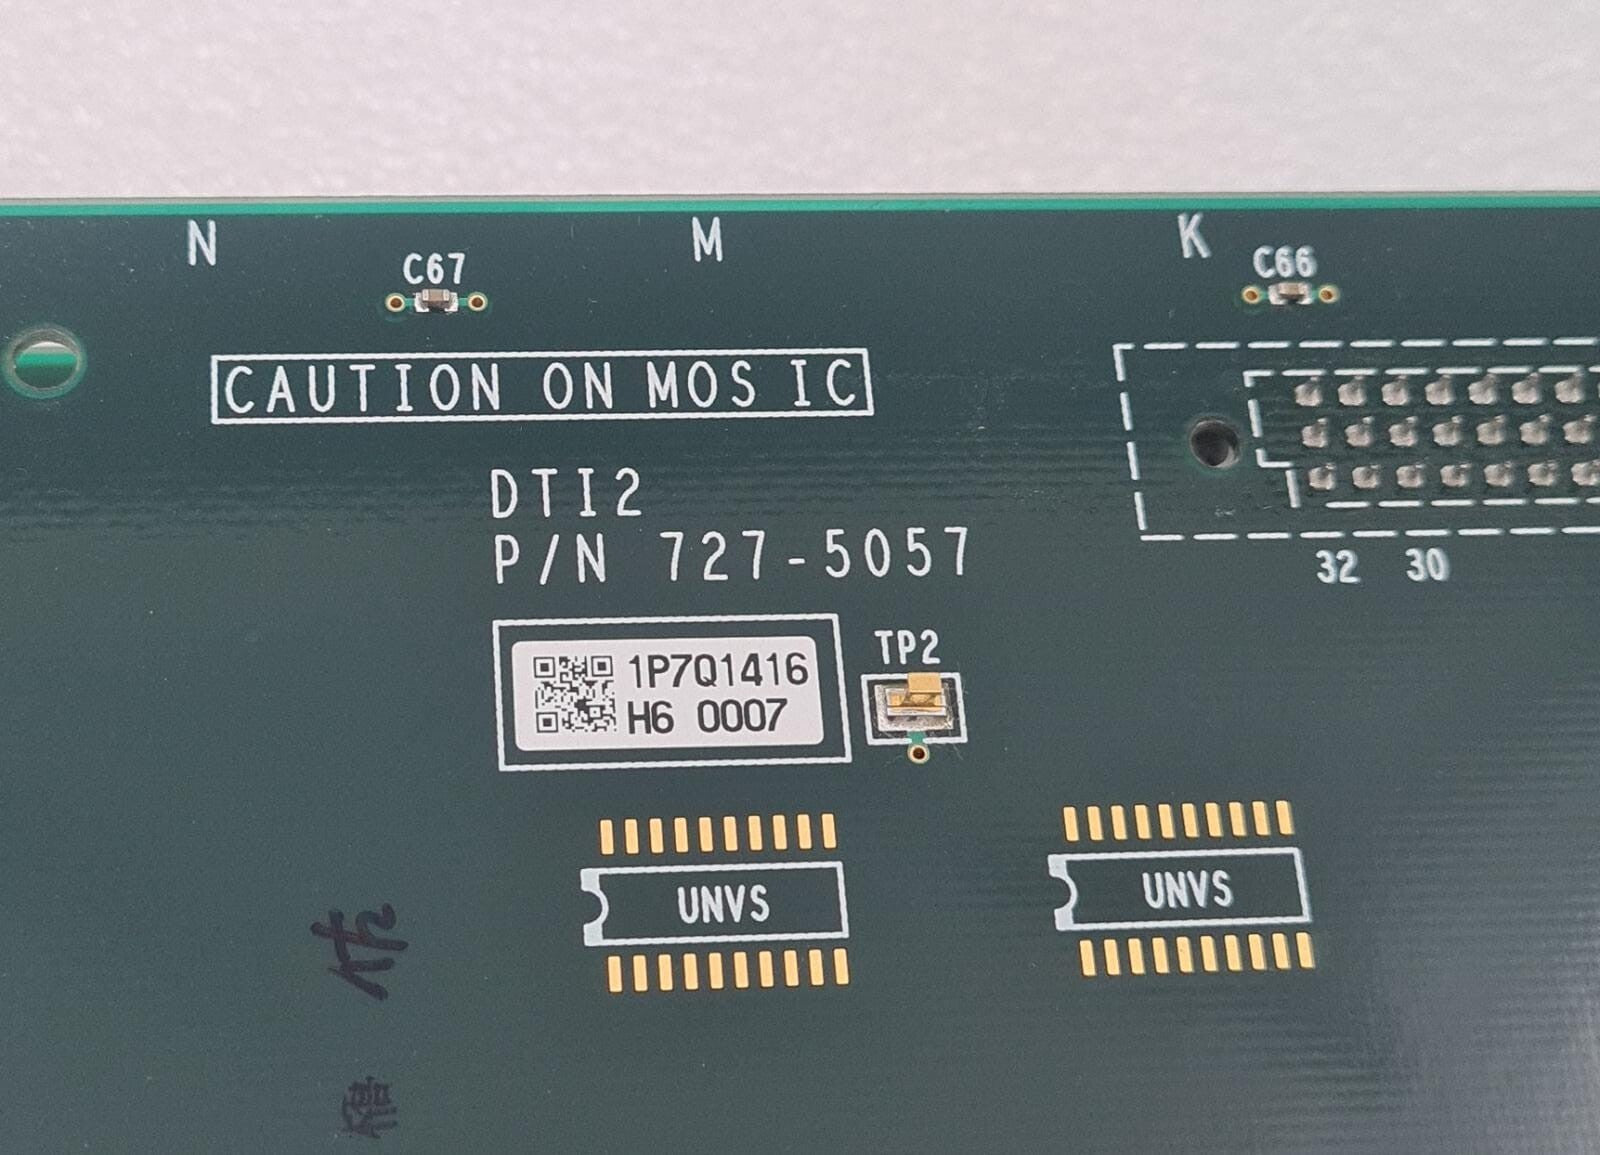 N M K
C67 C66
CAUTION ON MOS IC
DTI2
P/N 727-5057
32 30
1P7Q1416
H6 0007
TP2
UNVS UNVS